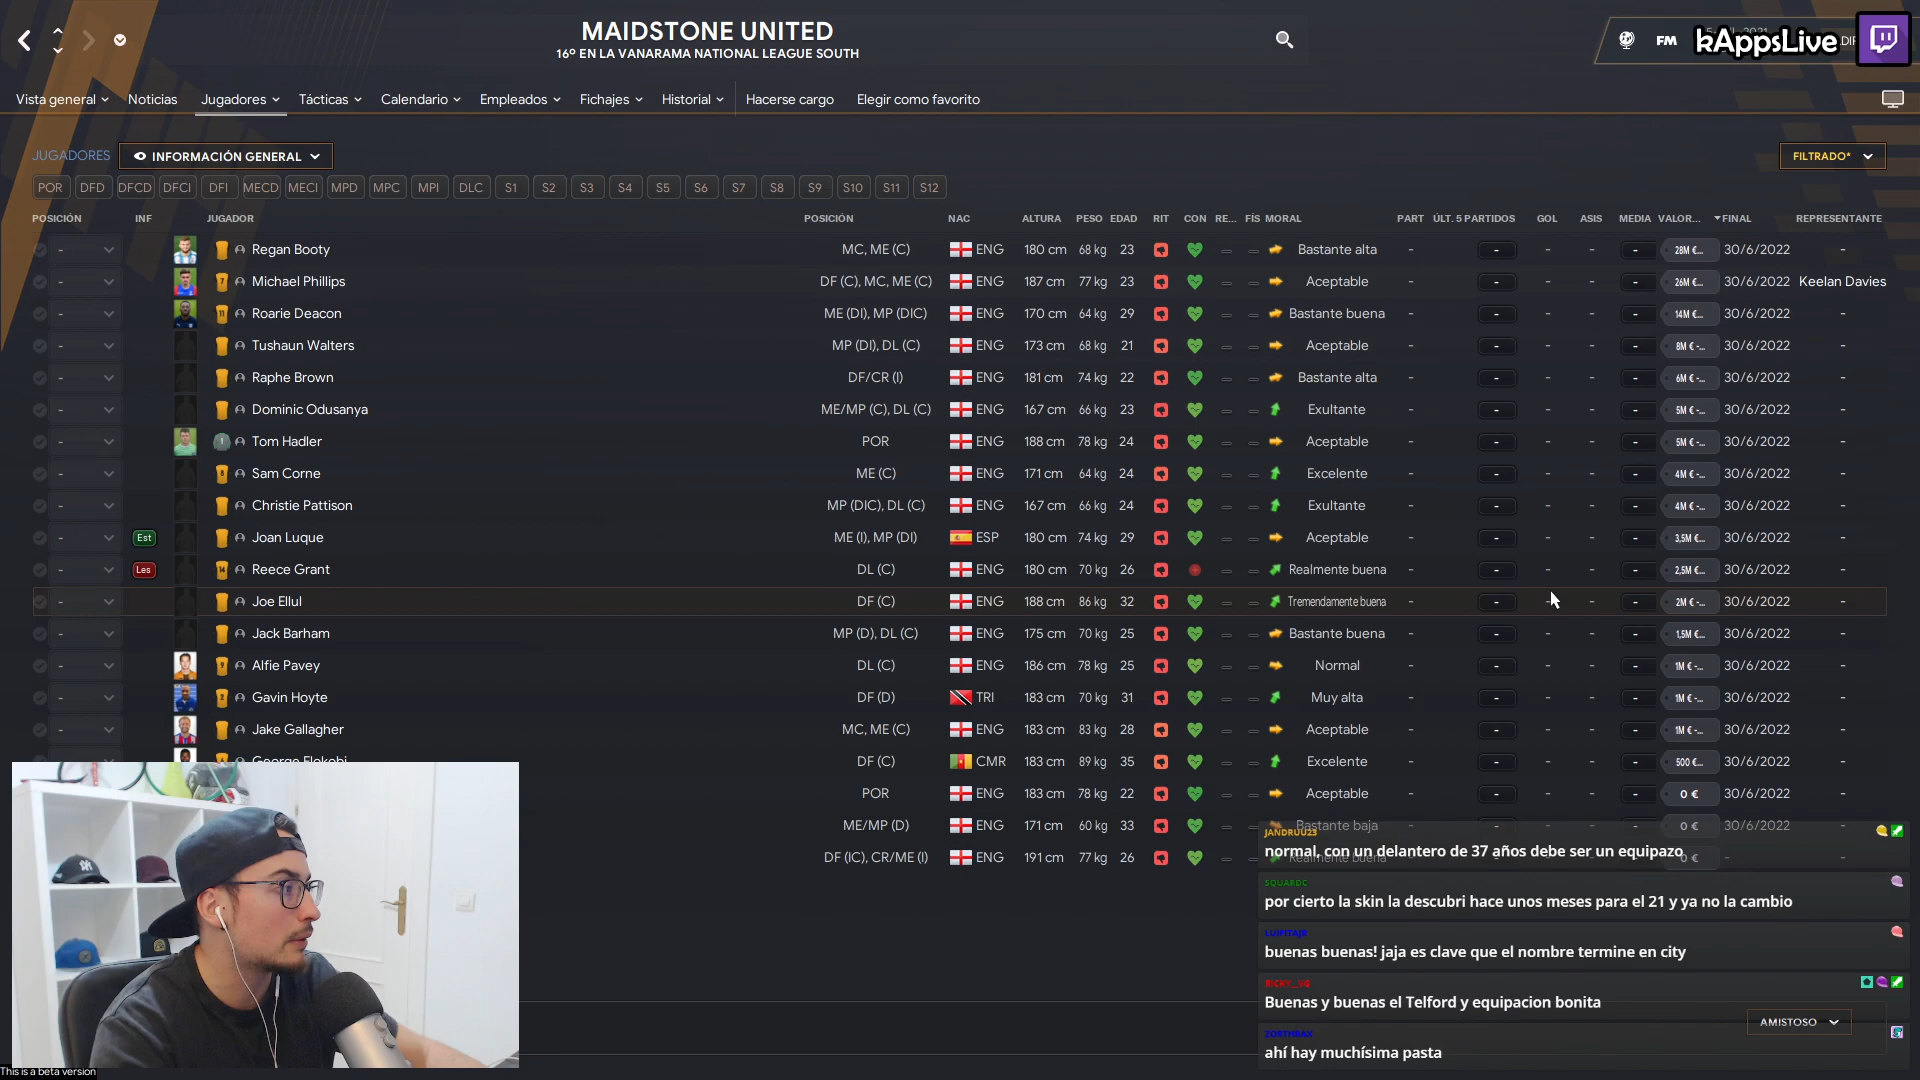 MAIDSTONE UNITED
16º EN LA VANARAMA NATIONAL LEAGUE SOUTH
FM
kAppsLive
Vista general Noticias Jugadores Tácticas Calendario Empleados Fichajes Historial Hacerse cargo Elegir como favorito
JUGADORES INFORMACIÓN GENERAL FILTRADO*
POR DFD DFCD DFCI DFI MECD MECI MPD MPC MPI DLC S1 S2 S3 S4 S5 S6 S7 S8 S9 S10 S11 S12
POSICIÓN INF JUGADOR POSICIÓN NAC ALTURA PESO EDAD RIT CON RE... FÍS MORAL PART ÚLT. 5 PARTIDOS GOL ASIS MEDIA VALOR... FINAL REPRESENTANTE
- Regan Booty MC, ME (C) ENG 180 cm 68 kg 23 Bastante alta - - - - - 28M €... 30/6/2022 -
- 7 Michael Phillips DF (C), MC, ME (C) ENG 187 cm 77 kg 23 Aceptable - - - - - 26M €... 30/6/2022 Keelan Davies
- 11 Roarie Deacon ME (DI), MP (DIC) ENG 170 cm 64 kg 29 Bastante buena - - - - - 14M €... 30/6/2022 -
- Tushaun Walters MP (DI), DL (C) ENG 173 cm 68 kg 21 Aceptable - - - - - 8M € -... 30/6/2022 -
- Raphe Brown DF/CR (I) ENG 181 cm 74 kg 22 Bastante alta - - - - - 6M € -... 30/6/2022 -
- Dominic Odusanya ME/MP (C), DL (C) ENG 167 cm 66 kg 23 Exultante - - - - - 5M € -... 30/6/2022 -
- 1 Tom Hadler POR ENG 188 cm 78 kg 24 Aceptable - - - - - 5M € -... 30/6/2022 -
- 8 Sam Corne ME (C) ENG 171 cm 64 kg 24 Excelente - - - - - 4M € -... 30/6/2022 -
- Christie Pattison MP (DIC), DL (C) ENG 167 cm 66 kg 24 Exultante - - - - - 4M € -... 30/6/2022 -
- Est Joan Luque ME (I), MP (DI) ESP 180 cm 74 kg 29 Aceptable - - - - - 3,5M €... 30/6/2022 -
- Les 14 Reece Grant DL (C) ENG 180 cm 70 kg 26 Realmente buena - - - - - 2,5M €... 30/6/2022 -
- Joe Ellul DF (C) ENG 188 cm 86 kg 32 Tremendamente buena - - - - - 2M € -... 30/6/2022 -
- Jack Barham MP (D), DL (C) ENG 175 cm 70 kg 25 Bastante buena - - - - - 1,5M €... 30/6/2022 -
- 9 Alfie Pavey DL (C) ENG 186 cm 78 kg 25 Normal - - - - - 1M € -... 30/6/2022 -
- 2 Gavin Hoyte DF (D) TRI 183 cm 70 kg 31 Muy alta - - - - - 1M € -... 30/6/2022 -
- Jake Gallagher MC, ME (C) ENG 183 cm 83 kg 28 Aceptable - - - - - 1M € -... 30/6/2022 -
George Elokobi DF (C) CMR 183 cm 89 kg 35 Excelente - - - - - 500 €... 30/6/2022 -
POR ENG 183 cm 78 kg 22 Aceptable - - - - - 0 € 30/6/2022 -
ME/MP (D) ENG 171 cm 60 kg 33 Bastante baja 0 € 30/6/2022
DF (IC), CR/ME (I) ENG 191 cm 77 kg 26 Realmente buena 0 € -
JANDRUU23
normal, con un delantero de 37 años debe ser un equipazo
SQUARDC
por cierto la skin la descubri hace unos meses para el 21 y ya no la cambio
LUIFITAJR
buenas buenas! jaja es clave que el nombre termine en city
RICKY__VG
Buenas y buenas el Telford y equipacion bonita
AMISTOSO
ZORTHRAX
ahí hay muchísima pasta
This is a beta version